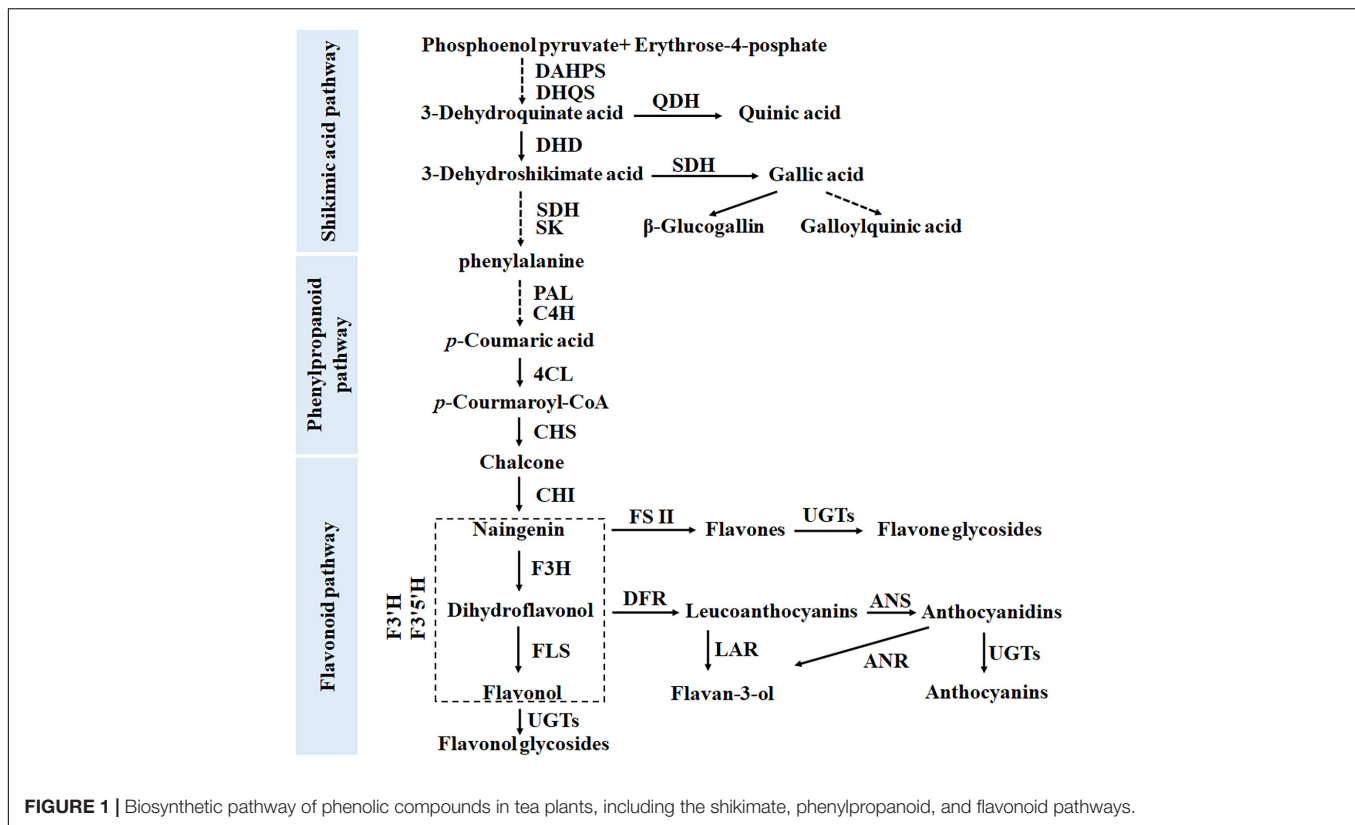 Shikimic acid pathway
Phosphoenol pyruvate+ Erythrose-4-posphate
DAHPS
DHQS
3-Dehydroquinate acid
QDH
Quinic acid
DHD
3-Dehydroshikimate acid
SDH
Gallic acid
SDH
SK
β-Glucogallin
Galloylquinic acid
phenylalanine
Phenylpropanoid
pathway
PAL
C4H
p-Coumaric acid
4CL
p-Courmaroyl-CoA
CHS
Chalcone
Flavonoid pathway
CHI
Naingenin
FS II
Flavones
UGTs
Flavone glycosides
F3'H
F3'5'H
F3H
Dihydroflavonol
DFR
Leucoanthocyanins
ANS
Anthocyanidins
FLS
LAR
ANR
UGTs
Flavonol
Flavan-3-ol
Anthocyanins
UGTs
Flavonol glycosides
FIGURE 1 | Biosynthetic pathway of phenolic compounds in tea plants, including the shikimate, phenylpropanoid, and flavonoid pathways.